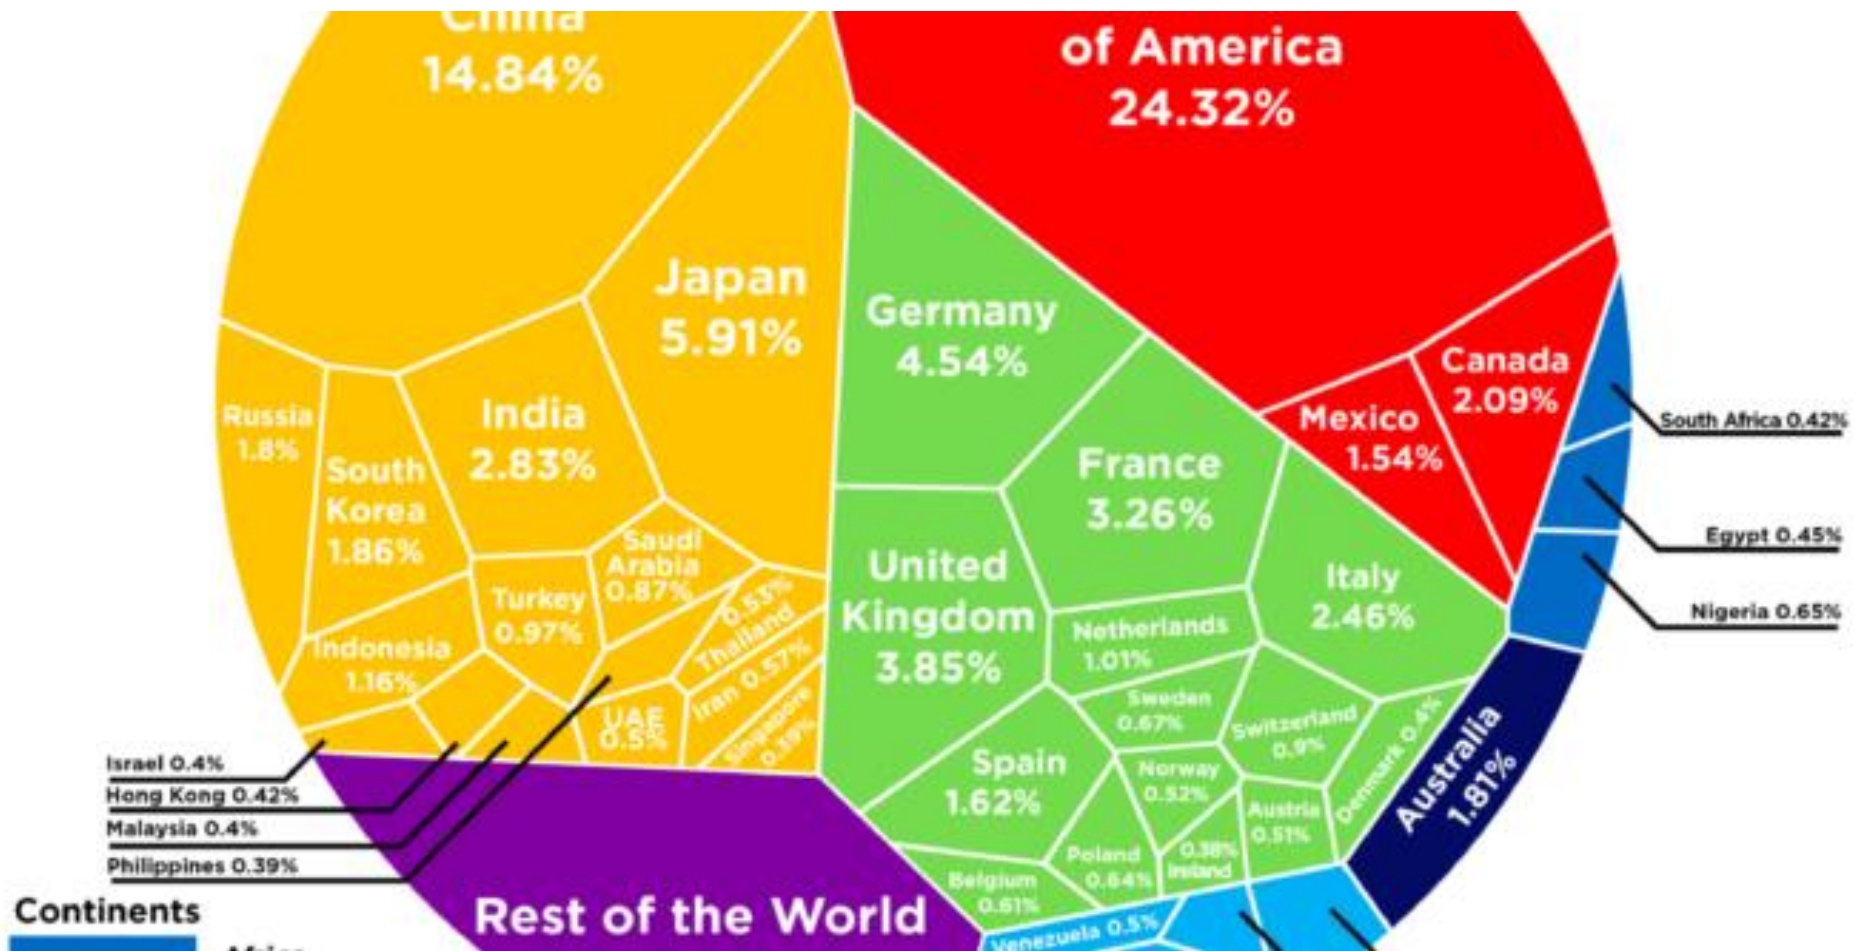 China
14.84%
of America
24.32%
Japan
5.91%
Germany
4.54%
Canada
2.09%
Mexico
1.54%
Russia
1.8%
India
2.83%
South
Korea
1.86%
France
3.26%
South Africa 0.42%
Egypt 0.45%
Nigeria 0.65%
Saudi
Arabia
0.87%
Turkey
0.97%
0.53%
Thailand
United
Kingdom
3.85%
Italy
2.46%
Netherlands
1.01%
Indonesia
1.16%
Iran 0.57%
UAE
0.5%
Singapore
0.39%
Sweden
0.67%
Switzerland
0.9%
Denmark 0.4%
Australia
1.81%
Spain
1.62%
Norway
0.52%
Austria
0.51%
Israel 0.4%
Hong Kong 0.42%
Malaysia 0.4%
Philippines 0.39%
Poland
0.64%
0.38%
Ireland
Belgium
0.61%
Rest of the World
Venezuela 0.5%
Continents
Africa